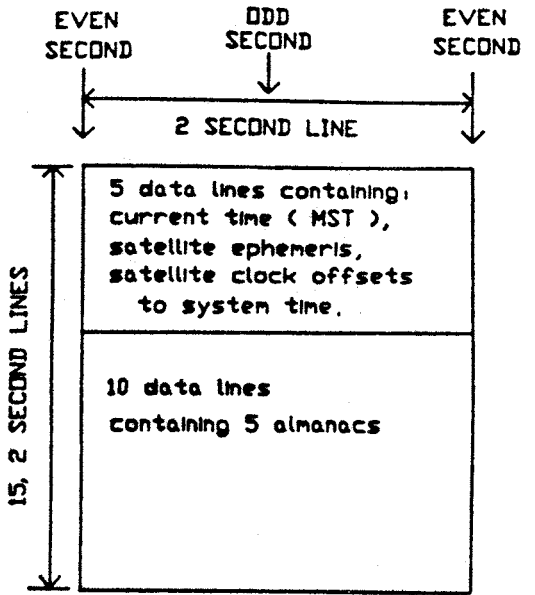 EVEN SECOND
ODD SECOND
EVEN SECOND
2 SECOND LINE
15, 2 SECOND LINES
5 data lines containing:
current time ( MST ),
satellite ephemeris,
satellite clock offsets
to system time.
10 data lines
containing 5 almanacs